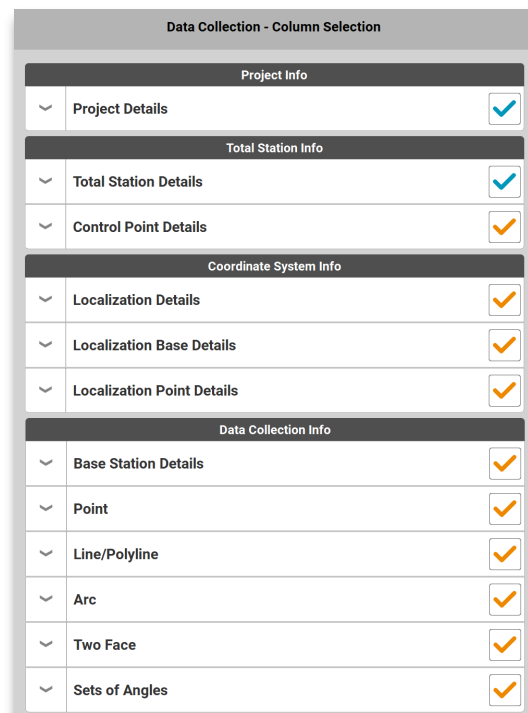 Data Collection - Column Selection
Project Info
Project Details
Total Station Info
Total Station Details
Control Point Details
Coordinate System Info
Localization Details
Localization Base Details
Localization Point Details
Data Collection Info
Base Station Details
Point
Line/Polyline
Arc
Two Face
Sets of Angles